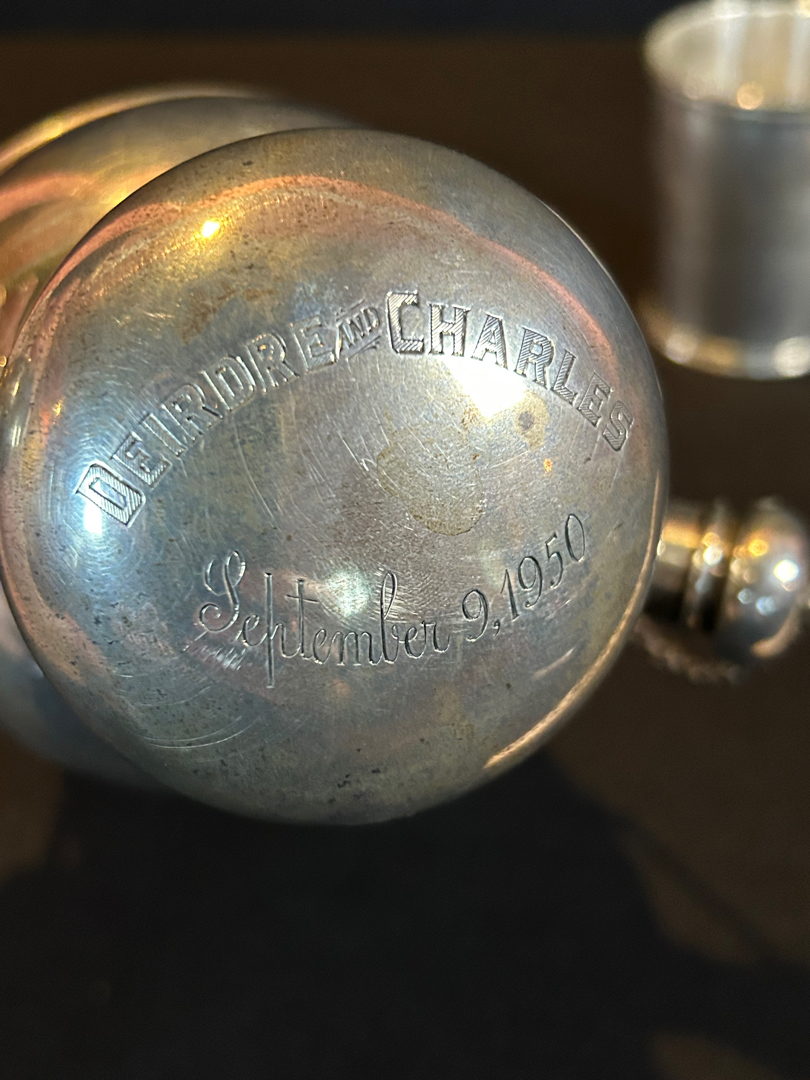 DEIRDRE AND CHARLES
September 9, 1950